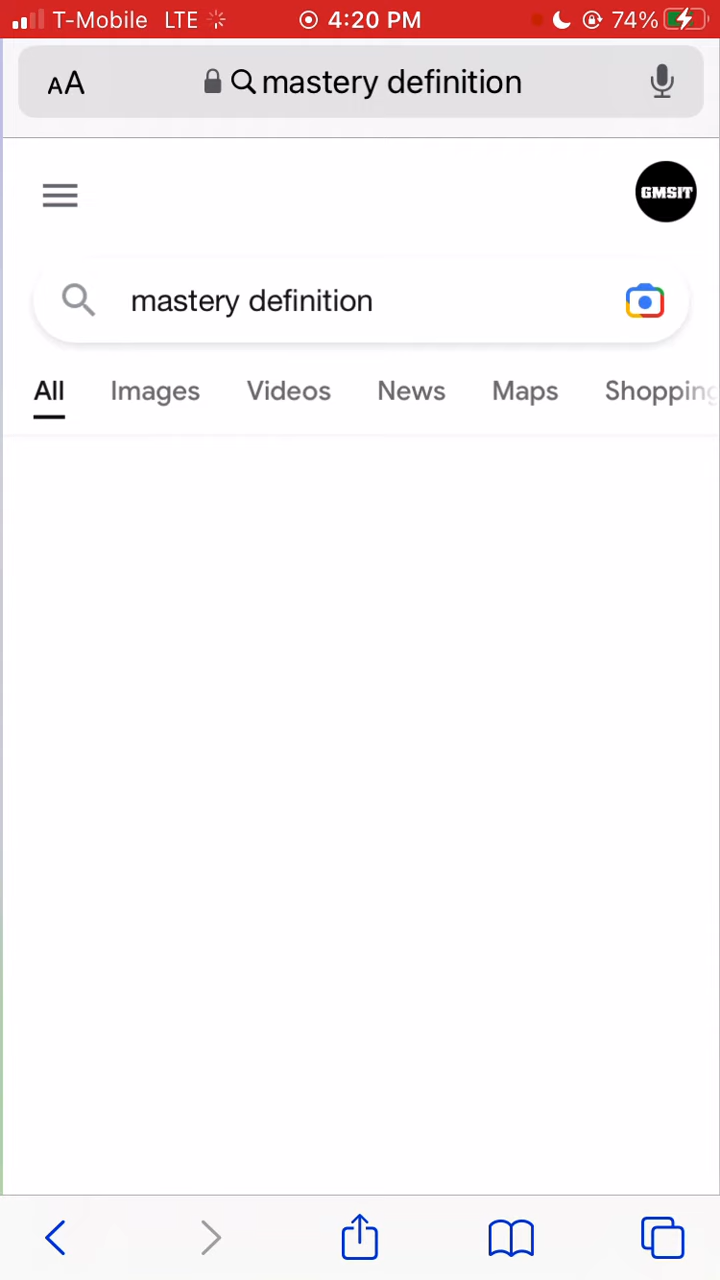 T-Mobile LTE 4:20 PM 74%
AA mastery definition
GMSIT
mastery definition
All Images Videos News Maps Shopping